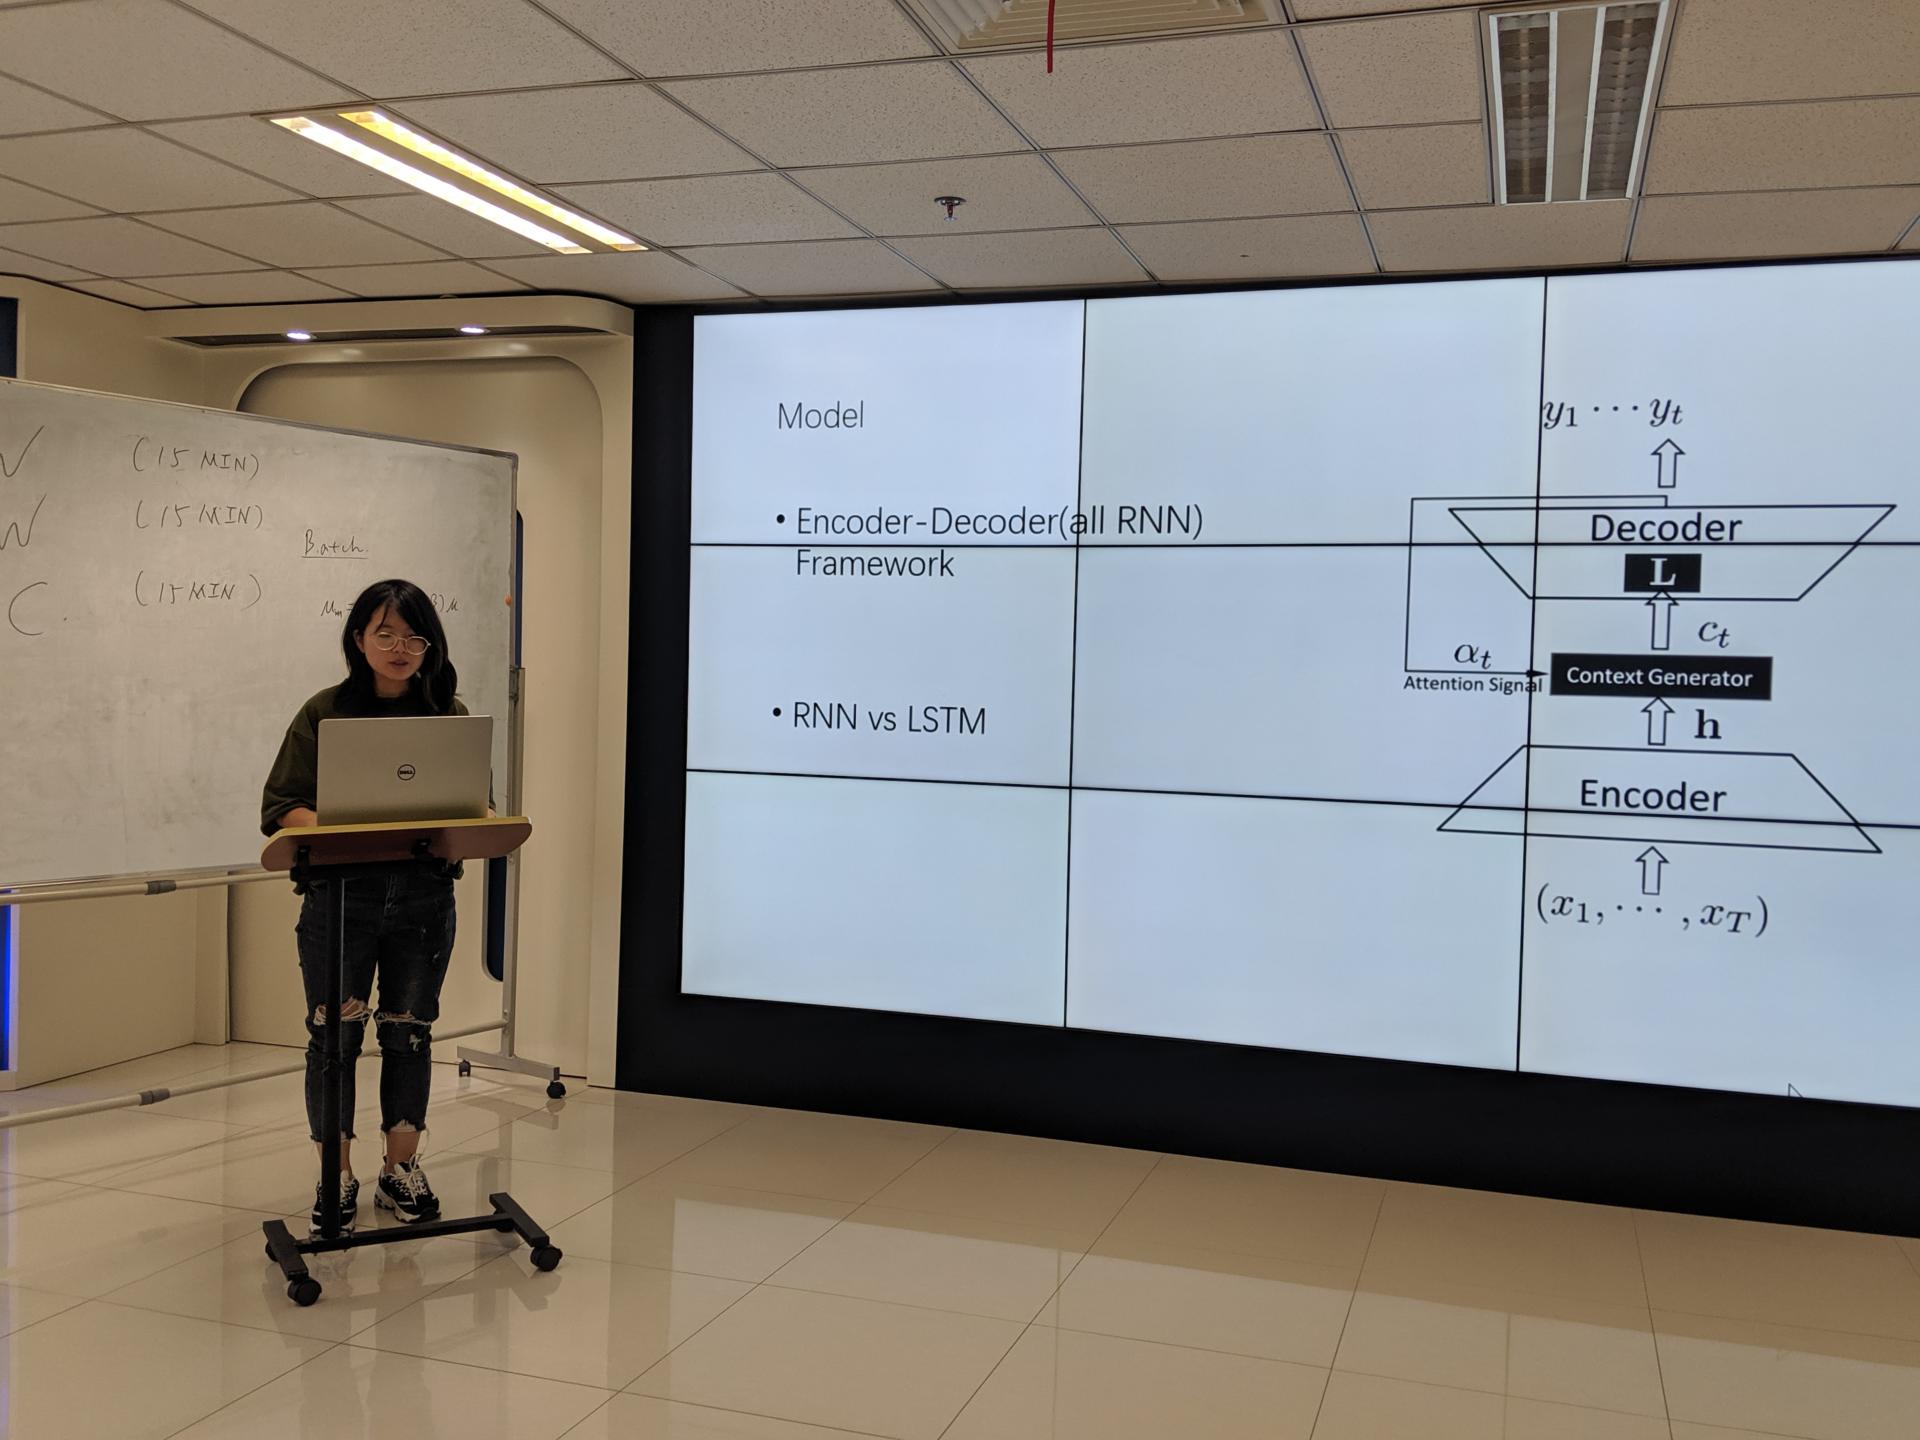 (15 MIN)
(15 MIN)
C. (15 MIN)
Batch.
DELL
Model
• Encoder-Decoder(all RNN)
Framework
• RNN vs LSTM
y₁ ··· yₜ
Decoder
L
cₜ
αₜ
Attention Signal
Context Generator
h
Encoder
(x₁, ··· , x_T)